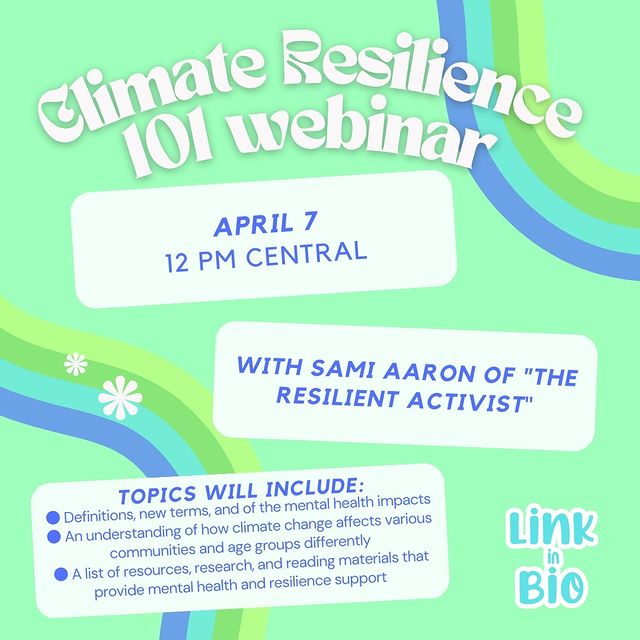 Climate Resilience
101 webinar
APRIL 7
12 PM CENTRAL
WITH SAMI AARON OF "THE
RESILIENT ACTIVIST"
TOPICS WILL INCLUDE:
● Definitions, new terms, and of the mental health impacts
● An understanding of how climate change affects various
communities and age groups differently
● A list of resources, research, and reading materials that
provide mental health and resilience support
Link
in
Bio